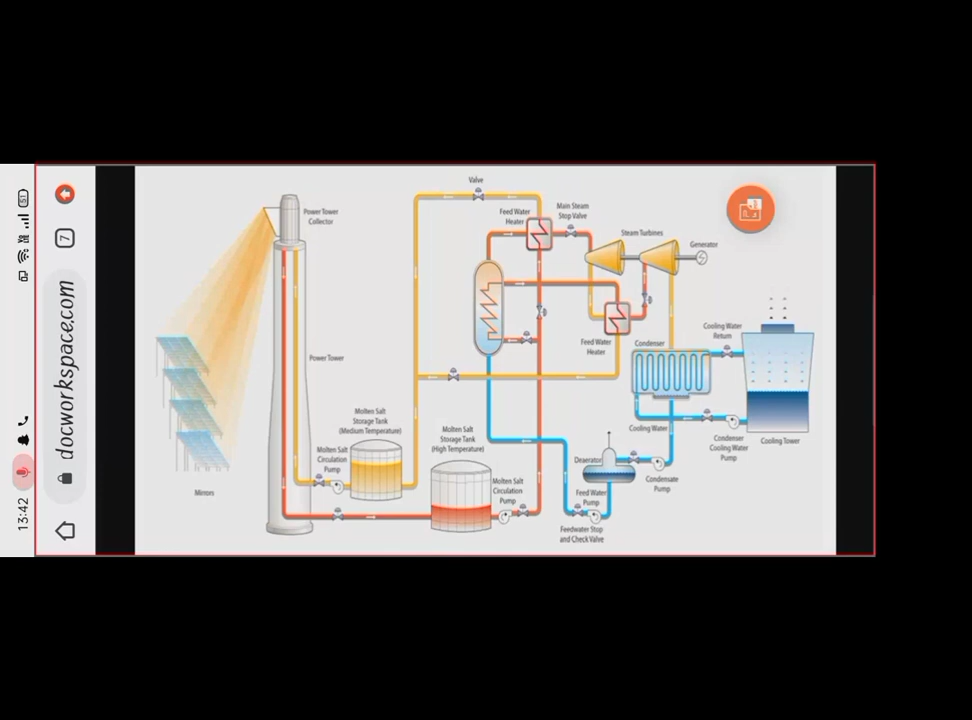 13:42
51
7
docworkspace.com
Valve
Power Tower
Collector
Feed Water
Heater
Main Steam
Stop Valve
Steam Turbines
Generator
Power Tower
Feed Water
Heater
Condenser
Cooling Water
Return
Molten Salt
Storage Tank
(Medium Temperature)
Molten Salt
Storage Tank
(High Temperature)
Cooling Water
Condenser
Cooling Water
Pump
Cooling Tower
Molten Salt
Circulation
Pump
Deaerator
Condensate
Pump
Mirrors
Molten Salt
Circulation
Pump
Feed Water
Pump
Feedwater Stop
and Check Valve